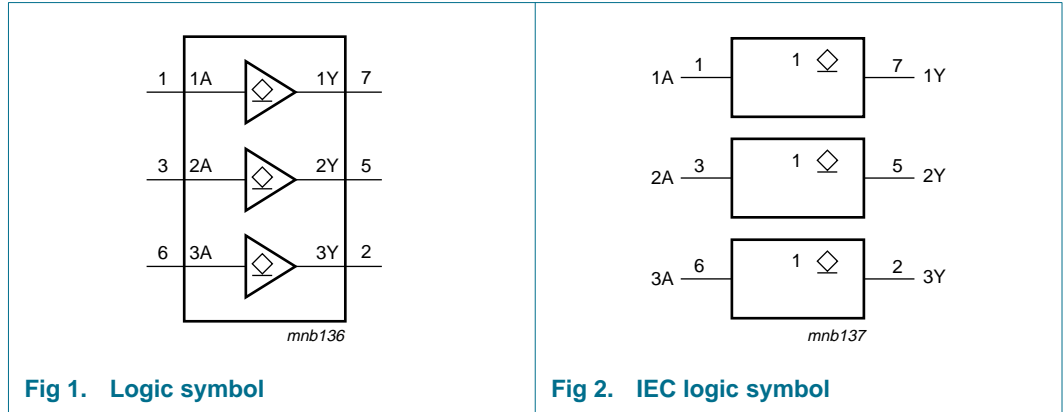 1 1A 1Y 7
3 2A 2Y 5
6 3A 3Y 2
mnb136
Fig 1. Logic symbol
1A 1 1 7 1Y
2A 3 1 5 2Y
3A 6 1 2 3Y
mnb137
Fig 2. IEC logic symbol